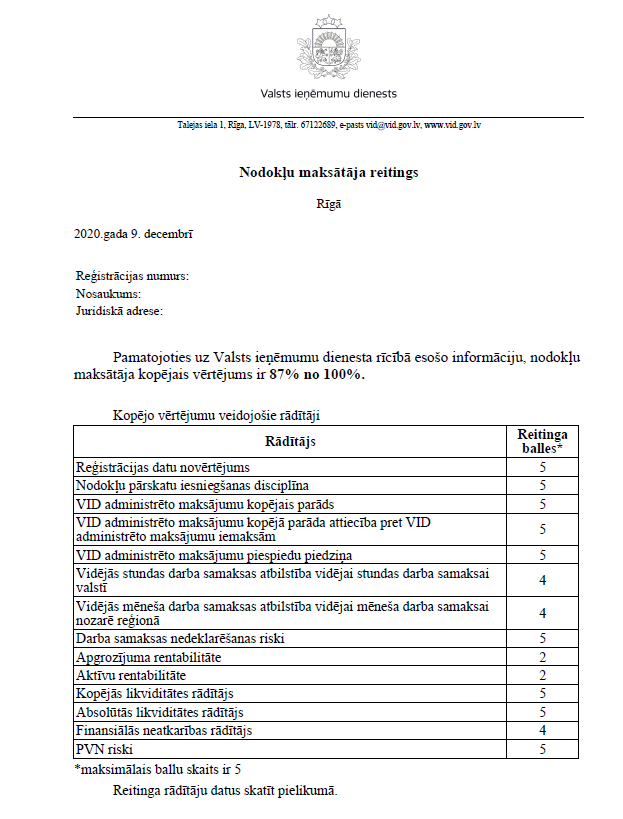 Valsts ieņēmumu dienests
Talejas iela 1, Rīga, LV-1978, tālr. 67122689, e-pasts vid@vid.gov.lv, www.vid.gov.lv
Nodokļu maksātāja reitings
Rīgā
2020.gada 9. decembrī
Reģistrācijas numurs:
Nosaukums:
Juridiskā adrese:
Pamatojoties uz Valsts ieņēmumu dienesta rīcībā esošo informāciju, nodokļu
maksātāja kopējais vērtējums ir 87% no 100%.
Kopējo vērtējumu veidojošie rādītāji
Rādītājs Reitinga
balles*
Reģistrācijas datu novērtējums 5
Nodokļu pārskatu iesniegšanas disciplīna 5
VID administrēto maksājumu kopējais parāds 5
VID administrēto maksājumu kopējā parāda attiecība pret VID
administrēto maksājumu iemaksām 5
VID administrēto maksājumu piespiedu piedziņa 5
Vidējās stundas darba samaksas atbilstība vidējai stundas darba samaksai
valstī 4
Vidējās mēneša darba samaksas atbilstība vidējai mēneša darba samaksai
nozarē reģionā 4
Darba samaksas nedeklarēšanas riski 5
Apgrozījuma rentabilitāte 2
Aktīvu rentabilitāte 2
Kopējās likviditātes rādītājs 5
Absolūtās likviditātes rādītājs 5
Finansiālās neatkarības rādītājs 4
PVN riski 5
*maksimālais ballu skaits ir 5
Reitinga rādītāju datus skatīt pielikumā.